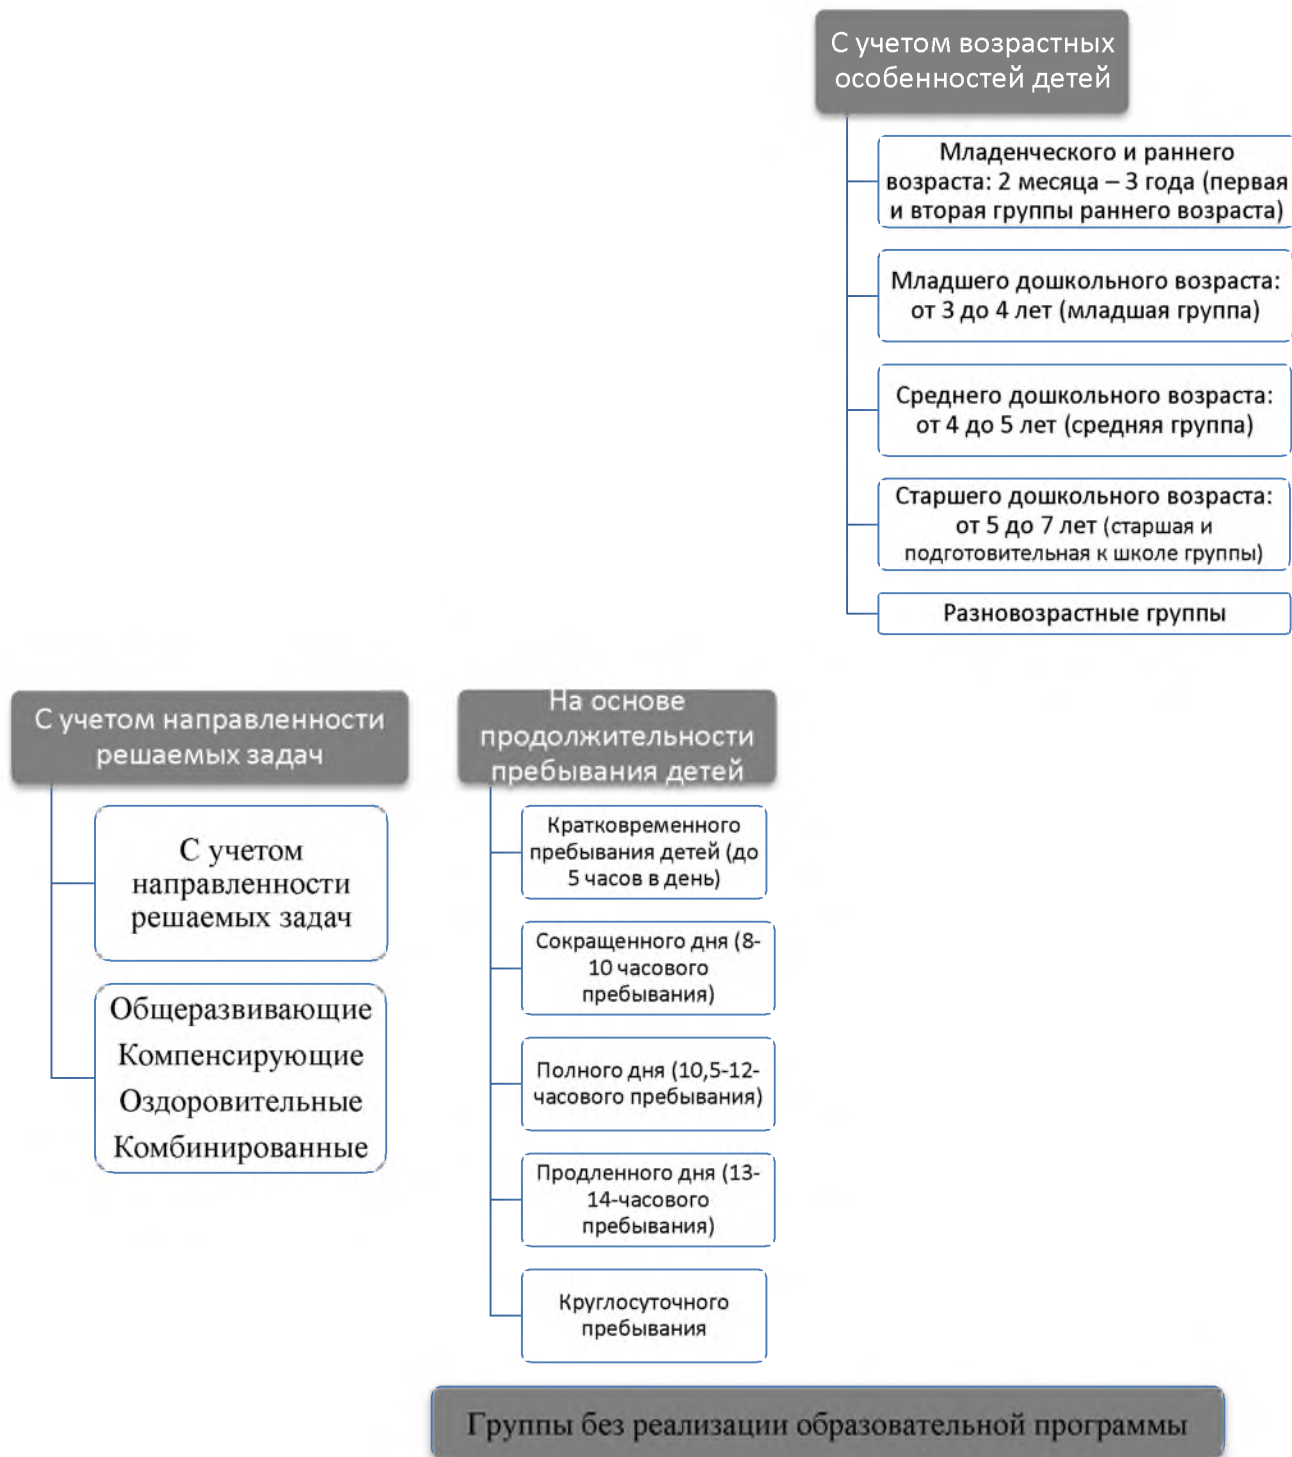 С учетом возрастных
особенностей детей
Младенческого и раннего
возраста: 2 месяца – 3 года (первая
и вторая группы раннего возраста)
Младшего дошкольного возраста:
от 3 до 4 лет (младшая группа)
Среднего дошкольного возраста:
от 4 до 5 лет (средняя группа)
Старшего дошкольного возраста:
от 5 до 7 лет (старшая и
подготовительная к школе группы)
Разновозрастные группы
С учетом направленности
решаемых задач
С учетом
направленности
решаемых задач
Общеразвивающие
Компенсирующие
Оздоровительные
Комбинированные
На основе
продолжительности
пребывания детей
Кратковременного
пребывания детей (до
5 часов в день)
Сокращенного дня (8-
10 часового
пребывания)
Полного дня (10,5-12-
часового пребывания)
Продленного дня (13-
14-часового
пребывания)
Круглосуточного
пребывания
Группы без реализации образовательной программы